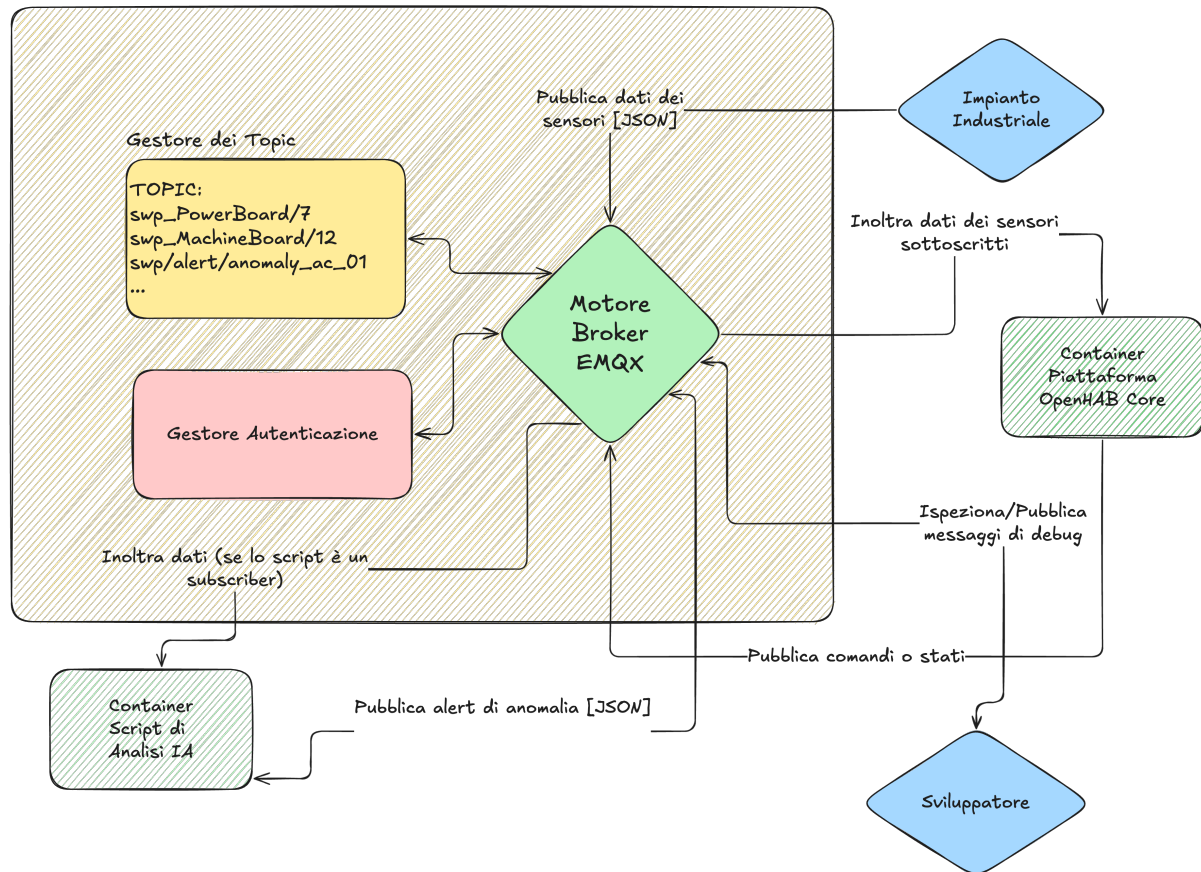 Pubblica dati dei
sensori [JSON]
Impianto
Industriale
Gestore dei Topic
TOPIC:
swp_PowerBoard/7
swp_MachineBoard/12
swp/alert/anomaly_ac_01
...
Inoltra dati dei sensori
sottoscritti
Motore
Broker
EMQX
Container
Piattaforma
OpenHAB Core
Gestore Autenticazione
Ispeziona/Pubblica
messaggi di debug
Inoltra dati (se lo script è un
subscriber)
Pubblica comandi o stati
Container
Script di
Analisi IA
Pubblica alert di anomalia [JSON]
Sviluppatore